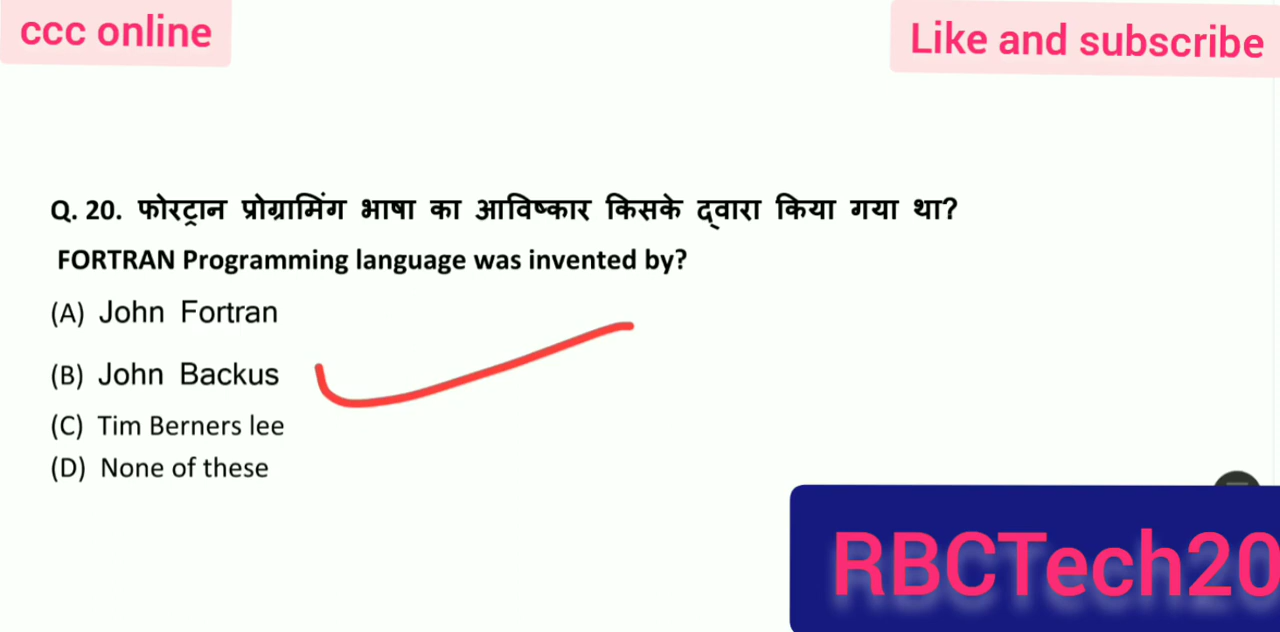 ccc online
Like and subscribe
Q. 20. फोरट्रान प्रोग्रामिंग भाषा का आविष्कार किसके द्वारा किया गया था?
FORTRAN Programming language was invented by?
(A) John Fortran
(B) John Backus
(C) Tim Berners lee
(D) None of these
RBCTech20